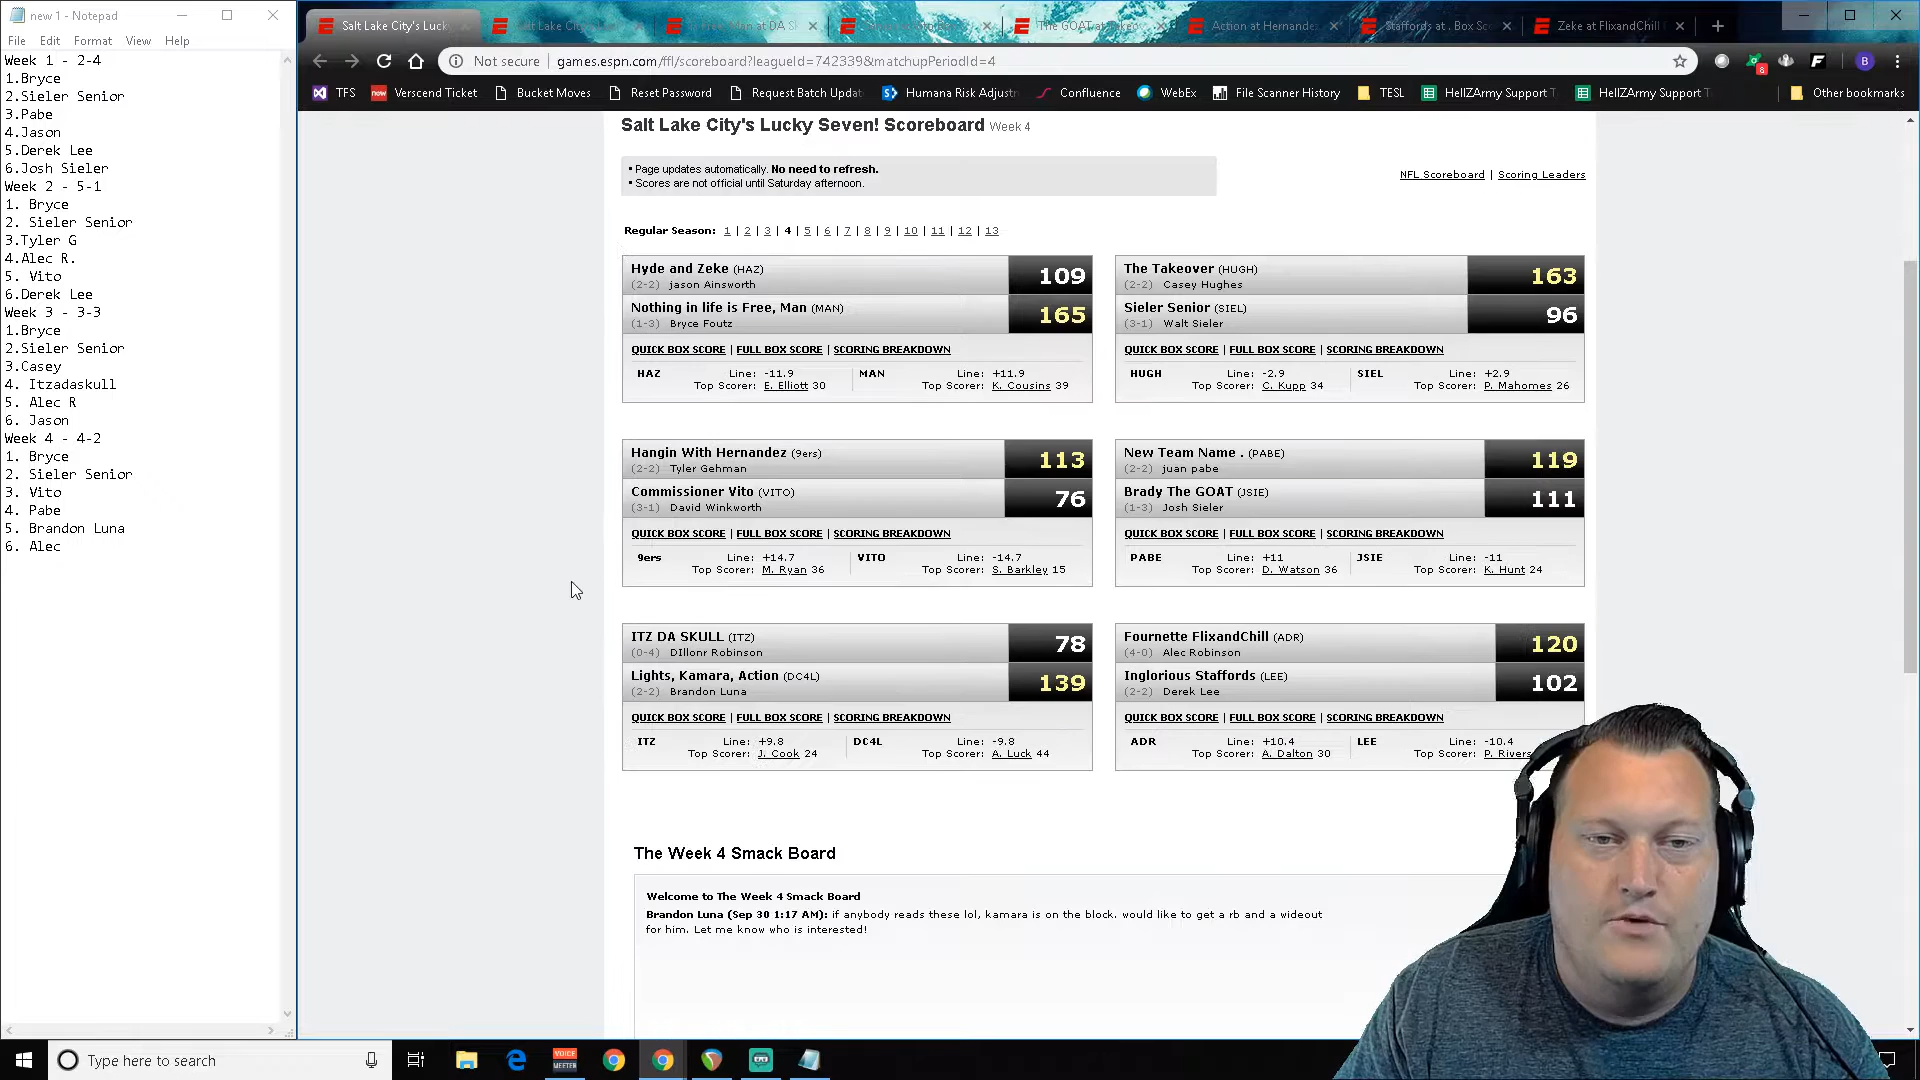 new 1 - Notepad
File Edit Format View Help
Week 1 - 2-4
1.Bryce
2.Sieler Senior
3.Pabe
4.Jason
5.Derek Lee
6.Josh Sieler
Week 2 - 5-1
1. Bryce
2. Sieler Senior
3.Tyler G
4.Alec R.
5. Vito
6.Derek Lee
Week 3 - 3-3
1.Bryce
2.Sieler Senior
3.Casey
4. Itzadaskull
5. Alec R
6. Jason
Week 4 - 4-2
1. Bryce
2. Sieler Senior
3. Vito
4. Pabe
5. Brandon Luna
6. Alec
Salt Lake City's Lucky
The GOAT at
Action at Hernandez
Staffords at . Box Sc
Zeke at FlixandChill
Not secure | games.espn.com/ffl/scoreboard?leagueId=742339&matchupPeriodId=4
8
B
TFS
now Verscend Ticket
Bucket Moves
Reset Password
Request Batch Updat
Humana Risk Adjustm
Confluence
WebEx
File Scanner History
TESL
HellZArmy Support T
HellZArmy Support T
Other bookmarks
Salt Lake City's Lucky Seven! Scoreboard Week 4
• Page updates automatically. No need to refresh.
• Scores are not official until Saturday afternoon.
NFL Scoreboard | Scoring Leaders
Regular Season: 1 | 2 | 3 | 4 | 5 | 6 | 7 | 8 | 9 | 10 | 11 | 12 | 13
Hyde and Zeke (HAZ)
(2-2) jason Ainsworth
109
Nothing in life is Free, Man (MAN)
(1-3) Bryce Foutz
165
QUICK BOX SCORE | FULL BOX SCORE | SCORING BREAKDOWN
HAZ Line: -11.9 MAN Line: +11.9
Top Scorer: E. Elliott 30 Top Scorer: K. Cousins 39
The Takeover (HUGH)
(2-2) Casey Hughes
163
Sieler Senior (SIEL)
(3-1) Walt Sieler
96
QUICK BOX SCORE | FULL BOX SCORE | SCORING BREAKDOWN
HUGH Line: -2.9 SIEL Line: +2.9
Top Scorer: C. Kupp 34 Top Scorer: P. Mahomes 26
Hangin With Hernandez (9ers)
(2-2) Tyler Gehman
113
Commissioner Vito (VITO)
(3-1) David Winkworth
76
QUICK BOX SCORE | FULL BOX SCORE | SCORING BREAKDOWN
9ers Line: +14.7 VITO Line: -14.7
Top Scorer: M. Ryan 36 Top Scorer: S. Barkley 15
New Team Name . (PABE)
(2-2) juan pabe
119
Brady The GOAT (JSIE)
(1-3) Josh Sieler
111
QUICK BOX SCORE | FULL BOX SCORE | SCORING BREAKDOWN
PABE Line: +11 JSIE Line: -11
Top Scorer: D. Watson 36 Top Scorer: K. Hunt 24
ITZ DA SKULL (ITZ)
(0-4) DIllonr Robinson
78
Lights, Kamara, Action (DC4L)
(2-2) Brandon Luna
139
QUICK BOX SCORE | FULL BOX SCORE | SCORING BREAKDOWN
ITZ Line: +9.8 DC4L Line: -9.8
Top Scorer: J. Cook 24 Top Scorer: A. Luck 44
Fournette FlixandChill (ADR)
(4-0) Alec Robinson
120
Inglorious Staffords (LEE)
(2-2) Derek Lee
102
QUICK BOX SCORE | FULL BOX SCORE | SCORING BREAKDOWN
ADR Line: +10.4 LEE Line: -10.4
Top Scorer: A. Dalton 30 Top Scorer: P. Rivers
The Week 4 Smack Board
Welcome to The Week 4 Smack Board
Brandon Luna (Sep 30 1:17 AM): if anybody reads these lol, kamara is on the block. would like to get a rb and a wideout
for him. Let me know who is interested!
Type here to search
VOICE
MEETER